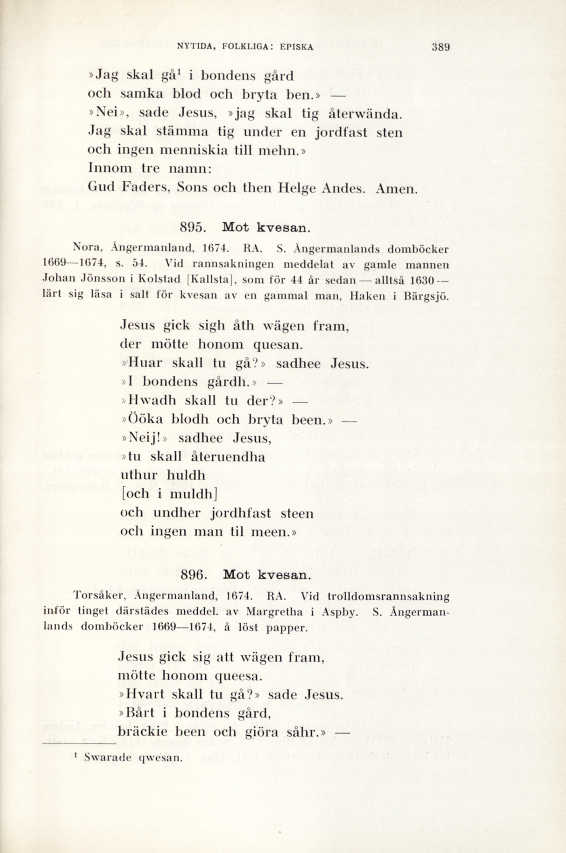 NYTIDA, FOLKLIGA: EPISKA 389
»Jag skal gå¹ i bondens gård
och samka blod och bryta ben.» —
»Nei», sade Jesus, »jag skal tig återwända.
Jag skal stämma tig under en jordfast sten
och ingen menniskia till mehn.»
Innom tre namn:
Gud Faders, Sons och then Helge Andes. Amen.
895. Mot kvesan.
Nora, Ångermanland, 1674. RA. S. Ångermanlands domböcker
1669—1674, s. 54. Vid rannsakningen meddelat av gamle mannen
Johan Jönsson i Kolstad [Kallsta], som för 44 år sedan — alltså 1630 —
lärt sig läsa i salt för kvesan av en gammal man, Haken i Bärgsjö.
Jesus gick sigh åth wägen fram,
der mötte honom quesan.
»Huar skall tu gå?» sadhee Jesus.
»I bondens gårdh.» —
»Hwadh skall tu der?» —
»Ööka blodh och bryta been.» —
»Neij!» sadhee Jesus,
»tu skall återuendha
uthur huldh
[och i muldh]
och undher jordhfast steen
och ingen man til meen.»
896. Mot kvesan.
Torsåker, Ångermanland, 1674. RA. Vid trolldomsrannsakning
inför tinget därstädes meddel. av Margretha i Aspby. S. Ångerman-
lands domböcker 1669—1674, å löst papper.
Jesus gick sig att wägen fram,
mötte honom queesa.
»Hvart skall tu gå?» sade Jesus.
»Bårt i bondens gård,
bräckie been och giöra såhr.» —
¹ Swarade qwesan.